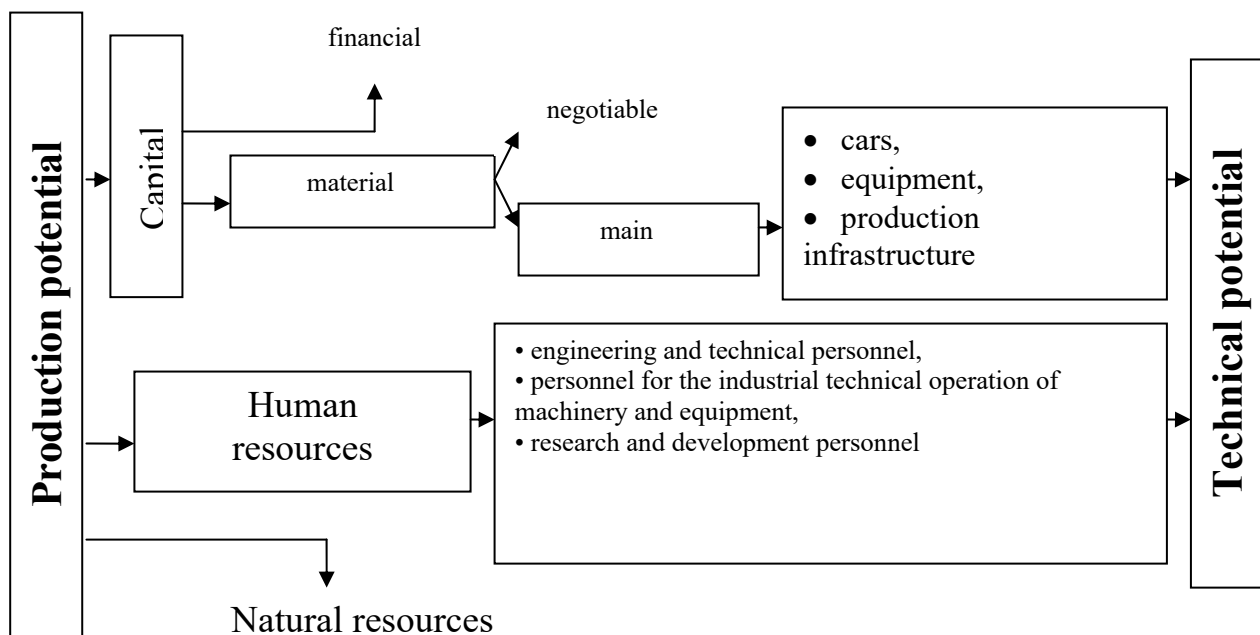 Production potential
Capital
financial
material
negotiable
main
• cars,
• equipment,
• production
infrastructure
Human
resources
• engineering and technical personnel,
• personnel for the industrial technical operation of
machinery and equipment,
• research and development personnel
Natural resources
Technical potential